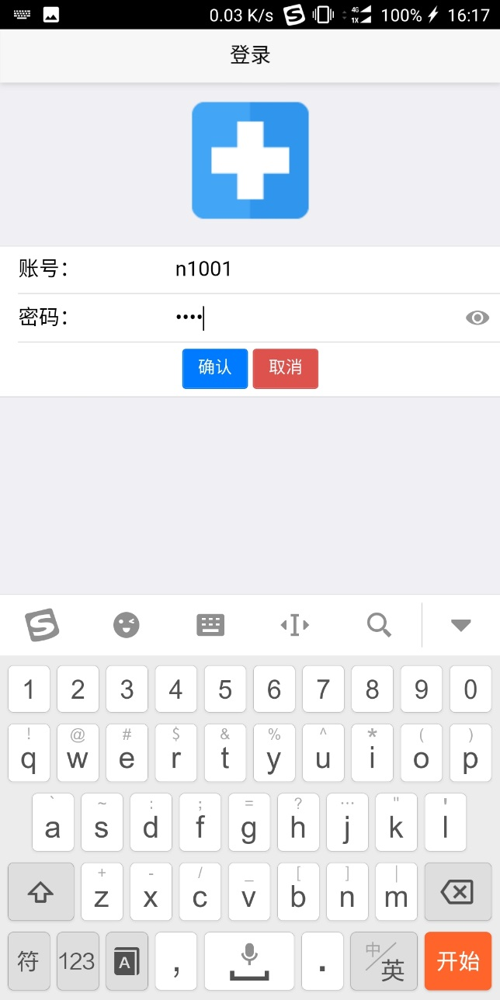 0.03 K/s 4G 1X 100% 16:17
登录
账号： n1001
密码： ••••
确认 取消
1 2 3 4 5 6 7 8 9 0
! @ # $ & % ^ * ( )
q w e r t y u i o p
` ~ : ; = ? … " '
a s d f g h j k l
+ - / _ [ ] |
z x c v b n m
符 123 A , . 中/英 开始